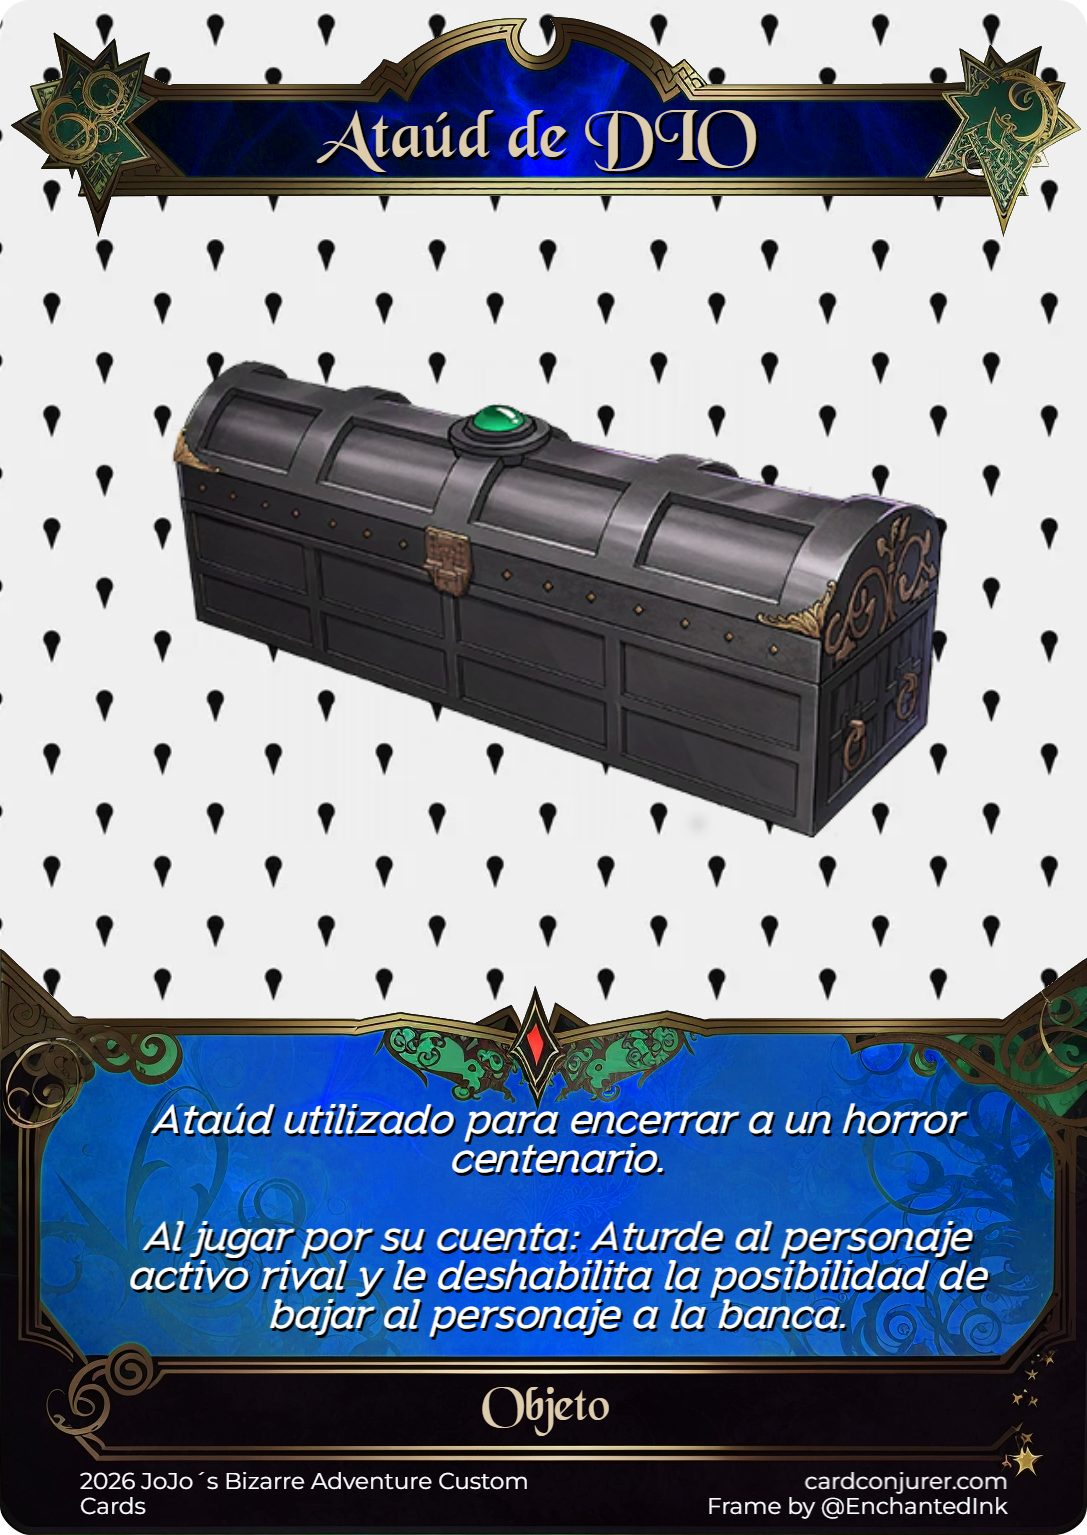 Ataúd de DIO
Ataúd utilizado para encerrar a un horror
centenario.
Al jugar por su cuenta: Aturde al personaje
activo rival y le deshabilita la posibilidad de
bajar al personaje a la banca.
Objeto
2026 JoJo´s Bizarre Adventure Custom
Cards
cardconjurer.com
Frame by @EnchantedInk